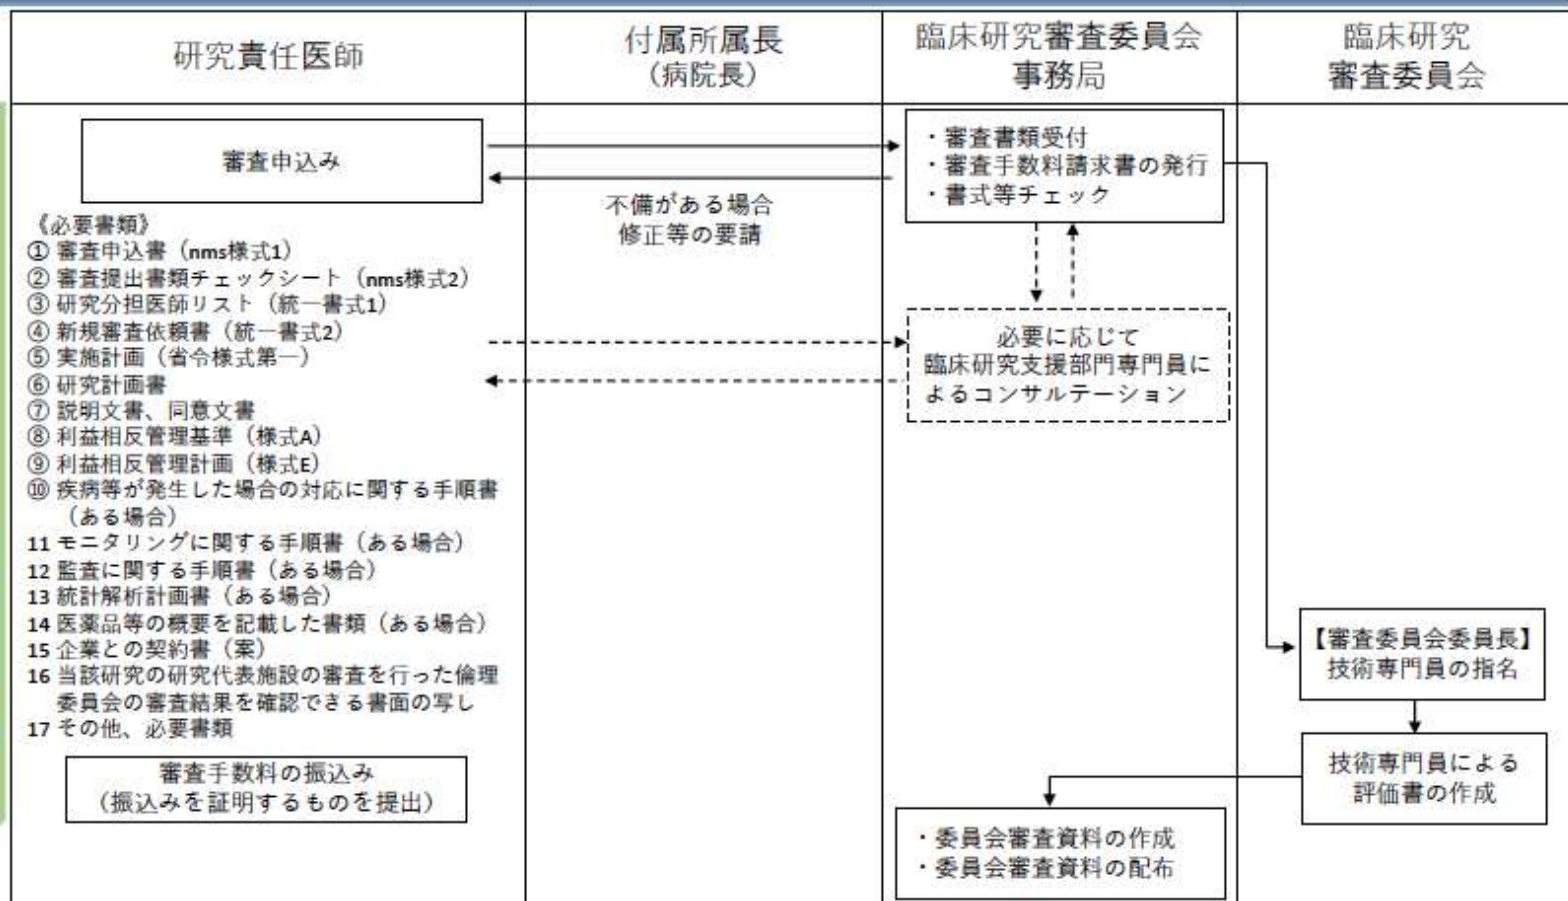 研究責任医師
付属所属長
（病院長）
臨床研究審査委員会
事務局
臨床研究
審査委員会
審査申込み
《必要書類》
① 審査申込書（nms様式1）
② 審査提出書類チェックシート（nms様式2）
③ 研究分担医師リスト（統一書式1）
④ 新規審査依頼書（統一書式2）
⑤ 実施計画（省令様式第一）
⑥ 研究計画書
⑦ 説明文書、同意文書
⑧ 利益相反管理基準（様式A）
⑨ 利益相反管理計画（様式E）
⑩ 疾病等が発生した場合の対応に関する手順書
（ある場合）
11 モニタリングに関する手順書（ある場合）
12 監査に関する手順書（ある場合）
13 統計解析計画書（ある場合）
14 医薬品等の概要を記載した書類（ある場合）
15 企業との契約書（案）
16 当該研究の研究代表施設の審査を行った倫理
委員会の審査結果を確認できる書面の写し
17 その他、必要書類
審査手数料の振込み
（振込みを証明するものを提出）
不備がある場合
修正等の要請
・審査書類受付
・審査手数料請求書の発行
・書式等チェック
必要に応じて
臨床研究支援部門専門員に
よるコンサルテーション
【審査委員会委員長】
技術専門員の指名
技術専門員による
評価書の作成
・委員会審査資料の作成
・委員会審査資料の配布